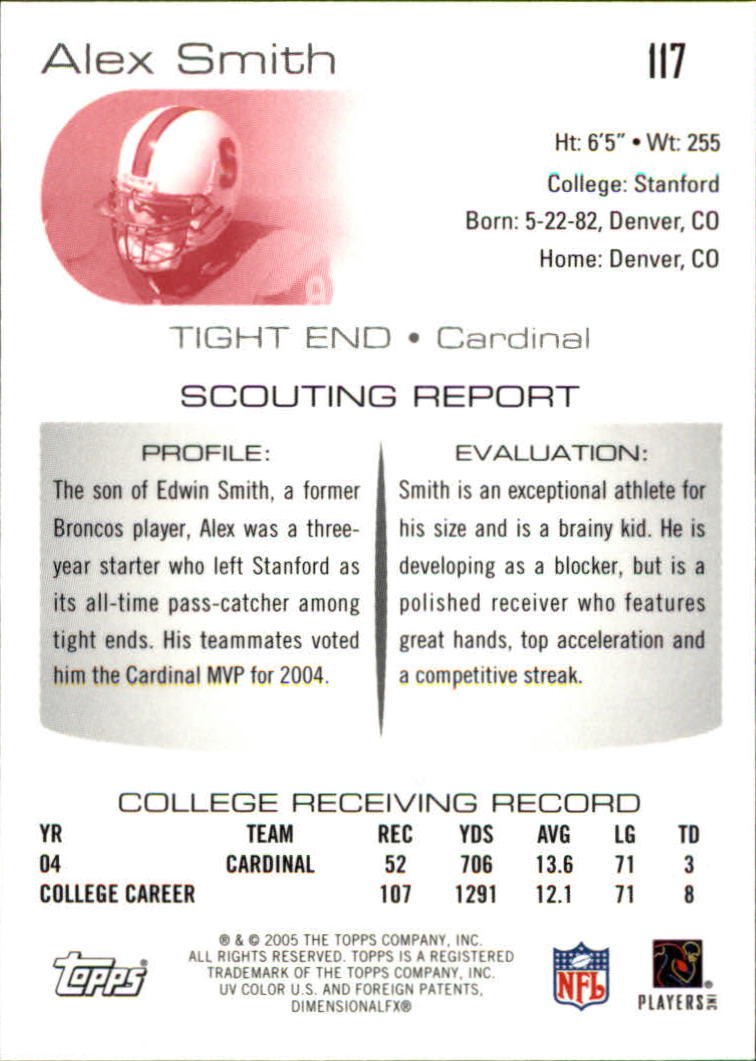 Alex Smith
117
Ht: 6'5" • Wt: 255
College: Stanford
Born: 5-22-82, Denver, CO
Home: Denver, CO
S
9
TIGHT END • Cardinal
SCOUTING REPORT
PROFILE:
The son of Edwin Smith, a former
Broncos player, Alex was a three-
year starter who left Stanford as
its all-time pass-catcher among
tight ends. His teammates voted
him the Cardinal MVP for 2004.
EVALUATION:
Smith is an exceptional athlete for
his size and is a brainy kid. He is
developing as a blocker, but is a
polished receiver who features
great hands, top acceleration and
a competitive streak.
COLLEGE RECEIVING RECORD
YR TEAM REC YDS AVG LG TD
04 CARDINAL 52 706 13.6 71 3
COLLEGE CAREER 107 1291 12.1 71 8
Topps®
® & © 2005 THE TOPPS COMPANY, INC.
ALL RIGHTS RESERVED. TOPPS IS A REGISTERED
TRADEMARK OF THE TOPPS COMPANY, INC.
UV COLOR U.S. AND FOREIGN PATENTS,
DIMENSIONALFX®
NFL
®
PLAYERS INC